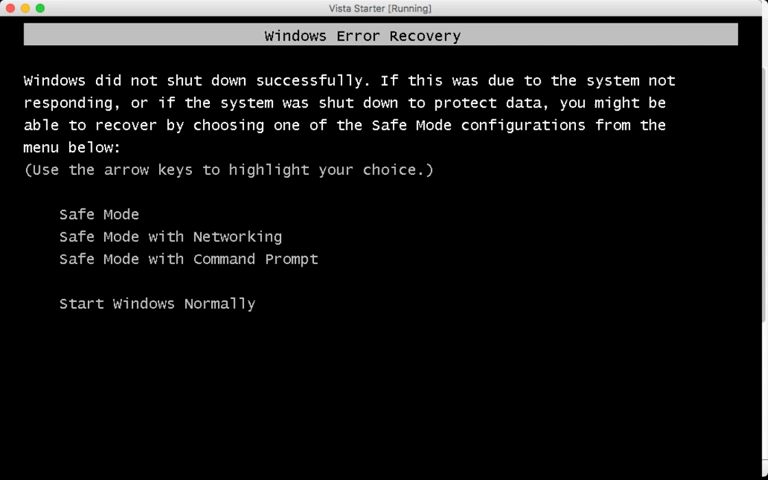 Vista Starter [Running]
Windows Error Recovery
Windows did not shut down successfully. If this was due to the system not
responding, or if the system was shut down to protect data, you might be
able to recover by choosing one of the Safe Mode configurations from the
menu below:
(Use the arrow keys to highlight your choice.)
Safe Mode
Safe Mode with Networking
Safe Mode with Command Prompt
Start Windows Normally